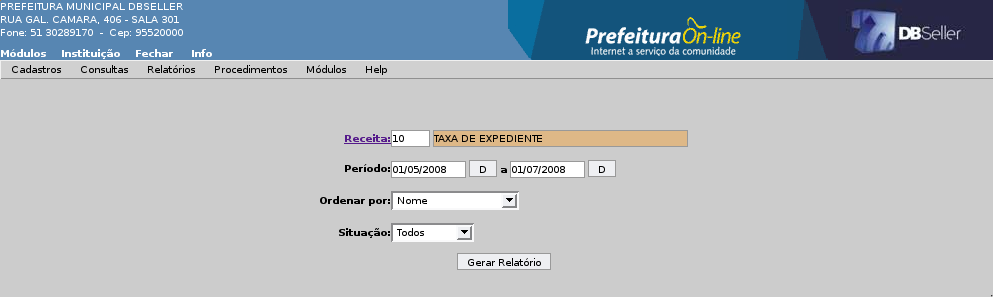 PREFEITURA MUNICIPAL DBSELLER
RUA GAL. CAMARA, 406 - SALA 301
Fone: 51 30289170 - Cep: 95520000
Prefeitura On-line
Internet a serviço da comunidade
DBSeller
Módulos Instituição Fechar Info
Cadastros Consultas Relatórios Procedimentos Módulos Help
Receita: 10 TAXA DE EXPEDIENTE
Período: 01/05/2008 D a 01/07/2008 D
Ordenar por: Nome
Situação: Todos
Gerar Relatório